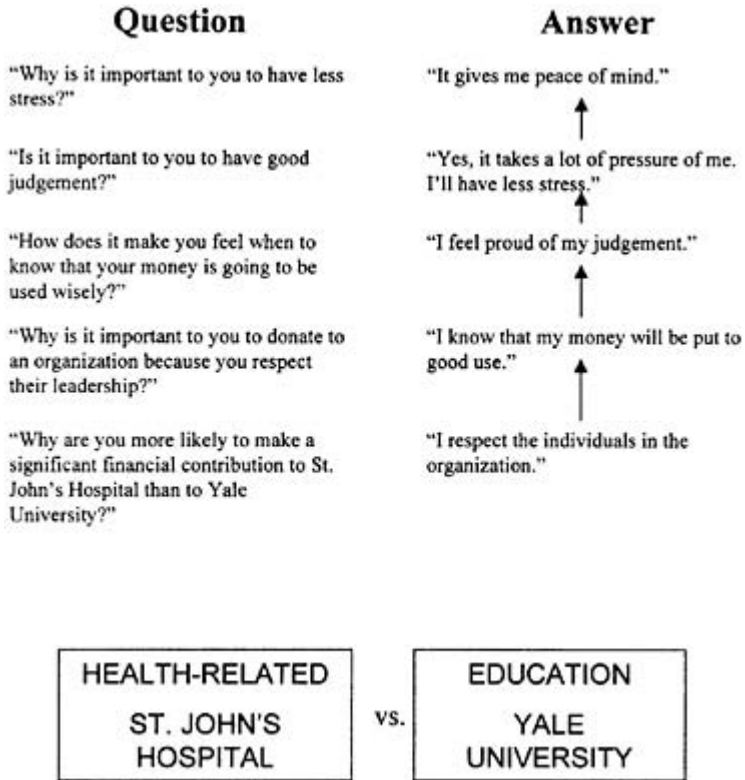 Question
Answer
“Why is it important to you to have less
stress?”
“It gives me peace of mind.”
“Is it important to you to have good
judgement?”
“Yes, it takes a lot of pressure of me.
I’ll have less stress.”
“How does it make you feel when to
know that your money is going to be
used wisely?”
“I feel proud of my judgement.”
“Why is it important to you to donate to
an organization because you respect
their leadership?”
“I know that my money will be put to
good use.”
“Why are you more likely to make a
significant financial contribution to St.
John’s Hospital than to Yale
University?”
“I respect the individuals in the
organization.”
HEALTH-RELATED
ST. JOHN'S
HOSPITAL
vs.
EDUCATION
YALE
UNIVERSITY